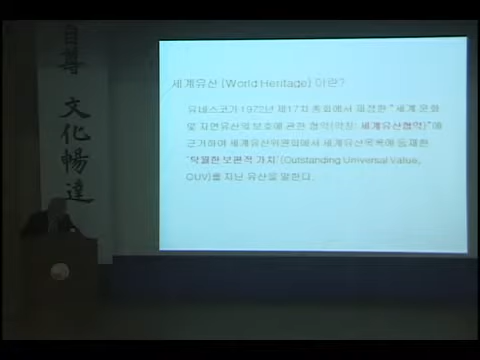 自尊
文化暢達
세계유산 (World Heritage) 이란?
유네스코가 1972년 제17차 총회에서 제정한 "세계 문화
및 자연유산의 보호에 관한 협약(약칭: 세계유산협약)"에
근거하여 세계유산위원회에서 세계유산목록에 등재한
'탁월한 보편적 가치'(Outstanding Universal Value,
OUV)를 지닌 유산을 말한다.